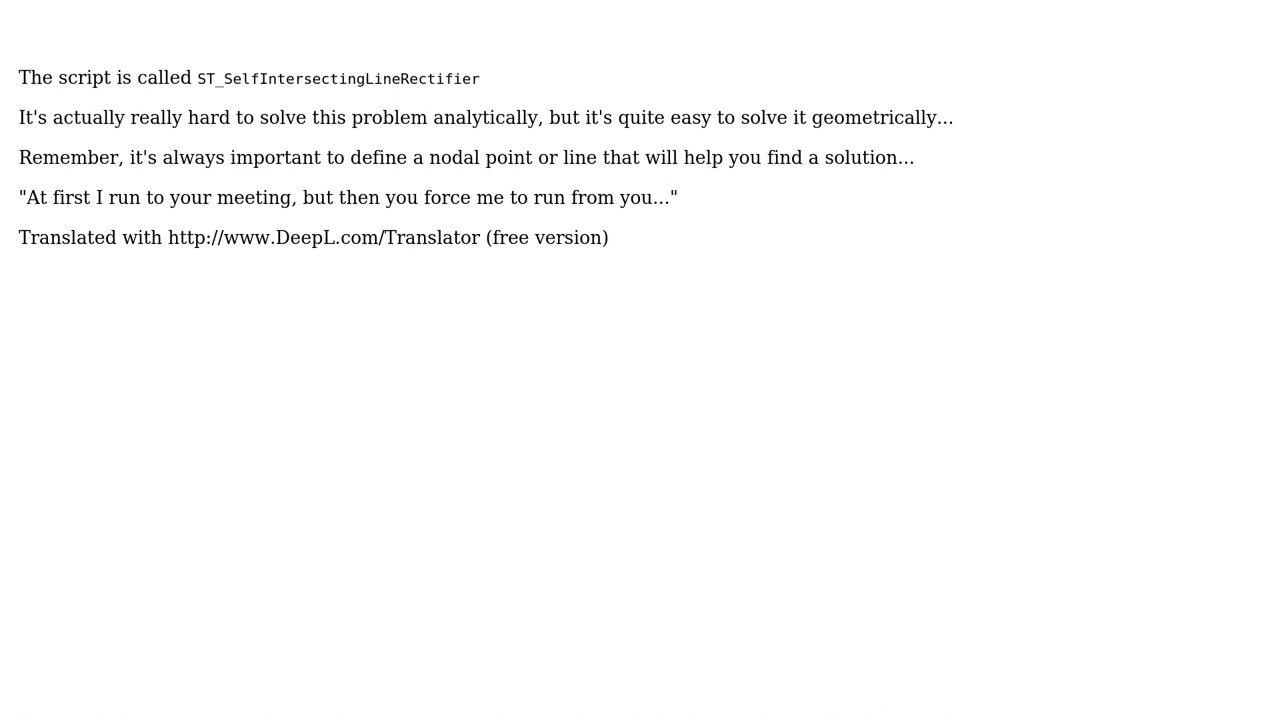 The script is called ST_SelfIntersectingLineRectifier
It's actually really hard to solve this problem analytically, but it's quite easy to solve it geometrically...
Remember, it's always important to define a nodal point or line that will help you find a solution...
"At first I run to your meeting, but then you force me to run from you..."
Translated with http://www.DeepL.com/Translator (free version)